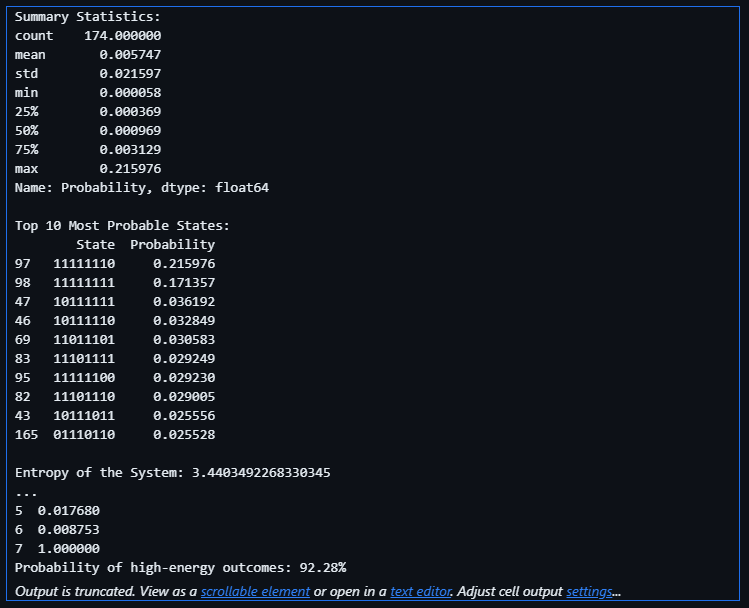 Summary Statistics:
count    174.000000
mean       0.005747
std        0.021597
min        0.000058
25%        0.000369
50%        0.000969
75%        0.003129
max        0.215976
Name: Probability, dtype: float64
Top 10 Most Probable States:
        State  Probability
97   11111110     0.215976
98   11111111     0.171357
47   10111111     0.036192
46   10111110     0.032849
69   11011101     0.030583
83   11101111     0.029249
95   11111100     0.029230
82   11101110     0.029005
43   10111011     0.025556
165  01110110     0.025528
Entropy of the System: 3.4403492268330345
...
5  0.017680
6  0.008753
7  1.000000
Probability of high-energy outcomes: 92.28%
Output is truncated. View as a scrollable element or open in a text editor. Adjust cell output settings...